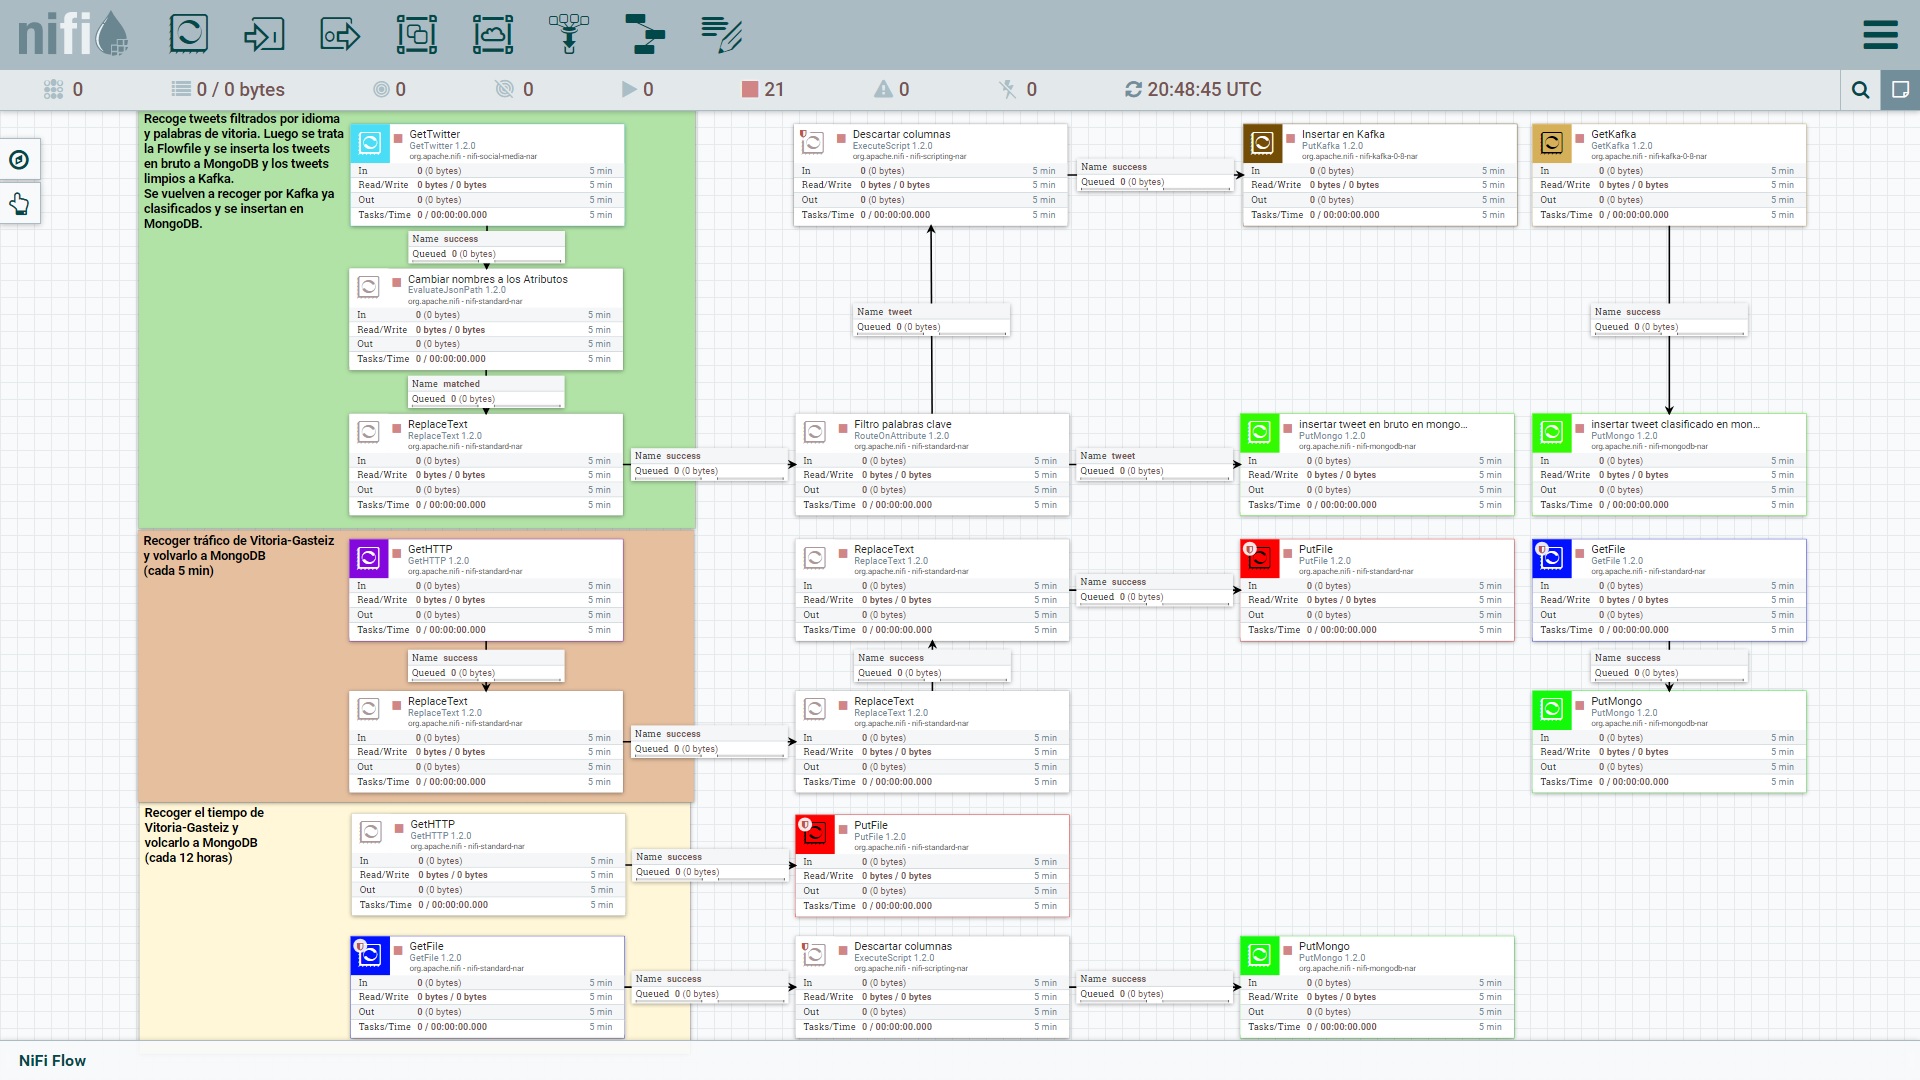 nifi
0
0 / 0 bytes
0
0
0
21
0
0
20:48:45 UTC
Recoge tweets filtrados por idioma
y palabras de vitoria. Luego se trata
la Flowfile y se inserta los tweets
en bruto a MongoDB y los tweets
limpios a Kafka.
Se vuelven a recoger por Kafka ya
clasificados y se insertan en
MongoDB.
GetTwitter
GetTwitter 1.2.0
org.apache.nifi - nifi-social-media-nar
In 0 (0 bytes) 5 min
Read/Write 0 bytes / 0 bytes 5 min
Out 0 (0 bytes) 5 min
Tasks/Time 0 / 00:00:00.000 5 min
Descartar columnas
ExecuteScript 1.2.0
org.apache.nifi - nifi-scripting-nar
In 0 (0 bytes) 5 min
Read/Write 0 bytes / 0 bytes 5 min
Out 0 (0 bytes) 5 min
Tasks/Time 0 / 00:00:00.000 5 min
Name success
Queued 0 (0 bytes)
Insertar en Kafka
PutKafka 1.2.0
org.apache.nifi - nifi-kafka-0-8-nar
In 0 (0 bytes) 5 min
Read/Write 0 bytes / 0 bytes 5 min
Out 0 (0 bytes) 5 min
Tasks/Time 0 / 00:00:00.000 5 min
GetKafka
GetKafka 1.2.0
org.apache.nifi - nifi-kafka-0-8-nar
In 0 (0 bytes) 5 min
Read/Write 0 bytes / 0 bytes 5 min
Out 0 (0 bytes) 5 min
Tasks/Time 0 / 00:00:00.000 5 min
Name success
Queued 0 (0 bytes)
Cambiar nombres a los Atributos
EvaluateJsonPath 1.2.0
org.apache.nifi - nifi-standard-nar
In 0 (0 bytes) 5 min
Read/Write 0 bytes / 0 bytes 5 min
Out 0 (0 bytes) 5 min
Tasks/Time 0 / 00:00:00.000 5 min
Name tweet
Queued 0 (0 bytes)
Name success
Queued 0 (0 bytes)
Name matched
Queued 0 (0 bytes)
ReplaceText
ReplaceText 1.2.0
org.apache.nifi - nifi-standard-nar
In 0 (0 bytes) 5 min
Read/Write 0 bytes / 0 bytes 5 min
Out 0 (0 bytes) 5 min
Tasks/Time 0 / 00:00:00.000 5 min
Name success
Queued 0 (0 bytes)
Filtro palabras clave
RouteOnAttribute 1.2.0
org.apache.nifi - nifi-standard-nar
In 0 (0 bytes) 5 min
Read/Write 0 bytes / 0 bytes 5 min
Out 0 (0 bytes) 5 min
Tasks/Time 0 / 00:00:00.000 5 min
Name tweet
Queued 0 (0 bytes)
insertar tweet en bruto en mongo...
PutMongo 1.2.0
org.apache.nifi - nifi-mongodb-nar
In 0 (0 bytes) 5 min
Read/Write 0 bytes / 0 bytes 5 min
Out 0 (0 bytes) 5 min
Tasks/Time 0 / 00:00:00.000 5 min
insertar tweet clasificado en mon...
PutMongo 1.2.0
org.apache.nifi - nifi-mongodb-nar
In 0 (0 bytes) 5 min
Read/Write 0 bytes / 0 bytes 5 min
Out 0 (0 bytes) 5 min
Tasks/Time 0 / 00:00:00.000 5 min
Recoger tráfico de Vitoria-Gasteiz
y volvarlo a MongoDB
(cada 5 min)
GetHTTP
GetHTTP 1.2.0
org.apache.nifi - nifi-standard-nar
In 0 (0 bytes) 5 min
Read/Write 0 bytes / 0 bytes 5 min
Out 0 (0 bytes) 5 min
Tasks/Time 0 / 00:00:00.000 5 min
ReplaceText
ReplaceText 1.2.0
org.apache.nifi - nifi-standard-nar
In 0 (0 bytes) 5 min
Read/Write 0 bytes / 0 bytes 5 min
Out 0 (0 bytes) 5 min
Tasks/Time 0 / 00:00:00.000 5 min
Name success
Queued 0 (0 bytes)
PutFile
PutFile 1.2.0
org.apache.nifi - nifi-standard-nar
In 0 (0 bytes) 5 min
Read/Write 0 bytes / 0 bytes 5 min
Out 0 (0 bytes) 5 min
Tasks/Time 0 / 00:00:00.000 5 min
GetFile
GetFile 1.2.0
org.apache.nifi - nifi-standard-nar
In 0 (0 bytes) 5 min
Read/Write 0 bytes / 0 bytes 5 min
Out 0 (0 bytes) 5 min
Tasks/Time 0 / 00:00:00.000 5 min
Name success
Queued 0 (0 bytes)
Name success
Queued 0 (0 bytes)
Name success
Queued 0 (0 bytes)
ReplaceText
ReplaceText 1.2.0
org.apache.nifi - nifi-standard-nar
In 0 (0 bytes) 5 min
Read/Write 0 bytes / 0 bytes 5 min
Out 0 (0 bytes) 5 min
Tasks/Time 0 / 00:00:00.000 5 min
Name success
Queued 0 (0 bytes)
ReplaceText
ReplaceText 1.2.0
org.apache.nifi - nifi-standard-nar
In 0 (0 bytes) 5 min
Read/Write 0 bytes / 0 bytes 5 min
Out 0 (0 bytes) 5 min
Tasks/Time 0 / 00:00:00.000 5 min
PutMongo
PutMongo 1.2.0
org.apache.nifi - nifi-mongodb-nar
In 0 (0 bytes) 5 min
Read/Write 0 bytes / 0 bytes 5 min
Out 0 (0 bytes) 5 min
Tasks/Time 0 / 00:00:00.000 5 min
Recoger el tiempo de
Vitoria-Gasteiz y
volcarlo a MongoDB
(cada 12 horas)
GetHTTP
GetHTTP 1.2.0
org.apache.nifi - nifi-standard-nar
In 0 (0 bytes) 5 min
Read/Write 0 bytes / 0 bytes 5 min
Out 0 (0 bytes) 5 min
Tasks/Time 0 / 00:00:00.000 5 min
Name success
Queued 0 (0 bytes)
PutFile
PutFile 1.2.0
org.apache.nifi - nifi-standard-nar
In 0 (0 bytes) 5 min
Read/Write 0 bytes / 0 bytes 5 min
Out 0 (0 bytes) 5 min
Tasks/Time 0 / 00:00:00.000 5 min
GetFile
GetFile 1.2.0
org.apache.nifi - nifi-standard-nar
In 0 (0 bytes) 5 min
Read/Write 0 bytes / 0 bytes 5 min
Out 0 (0 bytes) 5 min
Tasks/Time 0 / 00:00:00.000 5 min
Name success
Queued 0 (0 bytes)
Descartar columnas
ExecuteScript 1.2.0
org.apache.nifi - nifi-scripting-nar
In 0 (0 bytes) 5 min
Read/Write 0 bytes / 0 bytes 5 min
Out 0 (0 bytes) 5 min
Tasks/Time 0 / 00:00:00.000 5 min
Name success
Queued 0 (0 bytes)
PutMongo
PutMongo 1.2.0
org.apache.nifi - nifi-mongodb-nar
In 0 (0 bytes) 5 min
Read/Write 0 bytes / 0 bytes 5 min
Out 0 (0 bytes) 5 min
Tasks/Time 0 / 00:00:00.000 5 min
NiFi Flow